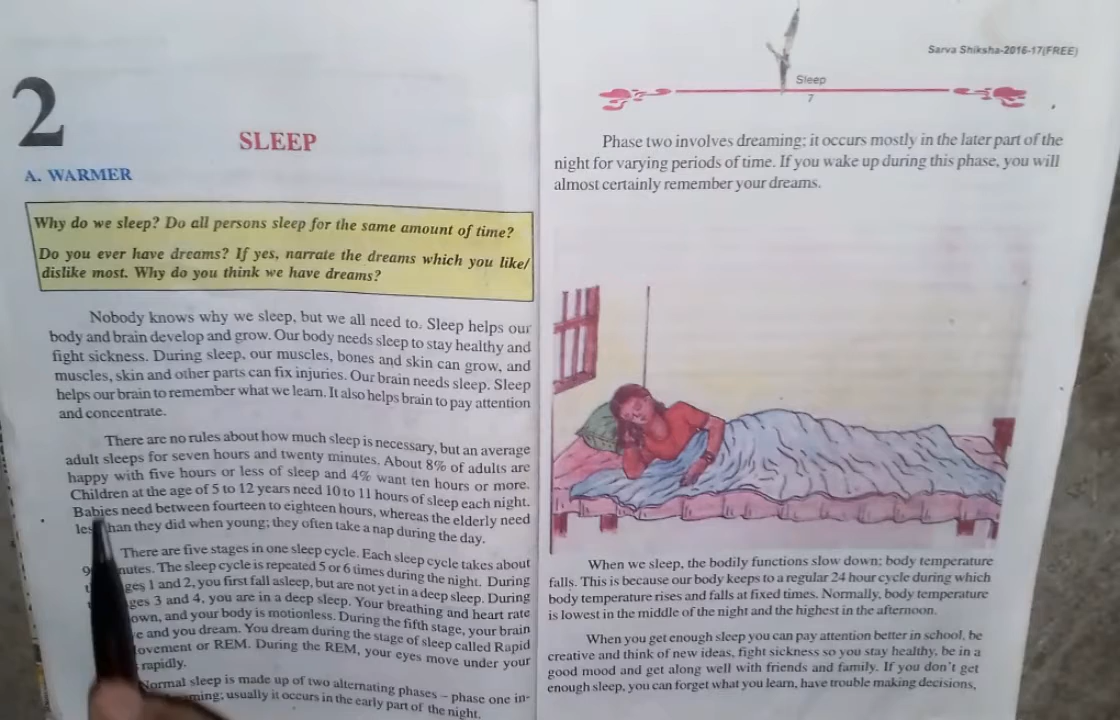 2
SLEEP
A. WARMER
Why do we sleep? Do all persons sleep for the same amount of time?
Do you ever have dreams? If yes, narrate the dreams which you like/
dislike most. Why do you think we have dreams?
Nobody knows why we sleep, but we all need to. Sleep helps our
body and brain develop and grow. Our body needs sleep to stay healthy and
fight sickness. During sleep, our muscles, bones and skin can grow, and
muscles, skin and other parts can fix injuries. Our brain needs sleep. Sleep
helps our brain to remember what we learn. It also helps brain to pay attention
and concentrate.
There are no rules about how much sleep is necessary, but an average
adult sleeps for seven hours and twenty minutes. About 8% of adults are
happy with five hours or less of sleep and 4% want ten hours or more.
Children at the age of 5 to 12 years need 10 to 11 hours of sleep each night.
Babies need between fourteen to eighteen hours, whereas the elderly need
than they did when young; they often take a nap during the day.
There are five stages in one sleep cycle. Each sleep cycle takes about
The sleep cycle is repeated 5 or 6 times during the night. During
1 and 2, you first fall asleep, but are not yet in a deep sleep. During
3 and 4, you are in a deep sleep. Your breathing and heart rate
and your body is motionless. During the fifth stage, your brain
and you dream. You dream during the stage of sleep called Rapid
or REM. During the REM, your eyes move under your
rapidly.
Normal sleep is made up of two alternating phases – phase one in-
usually it occurs in the early part of the night.
Sarva Shiksha-2016-17(FREE)
Sleep
7
Phase two involves dreaming; it occurs mostly in the later part of the
night for varying periods of time. If you wake up during this phase, you will
almost certainly remember your dreams.
When we sleep, the bodily functions slow down; body temperature
falls. This is because our body keeps to a regular 24 hour cycle during which
body temperature rises and falls at fixed times. Normally, body temperature
is lowest in the middle of the night and the highest in the afternoon.
When you get enough sleep you can pay attention better in school, be
creative and think of new ideas, fight sickness so you stay healthy, be in a
good mood and get along well with friends and family. If you don't get
enough sleep, you can forget what you learn, have trouble making decisions,